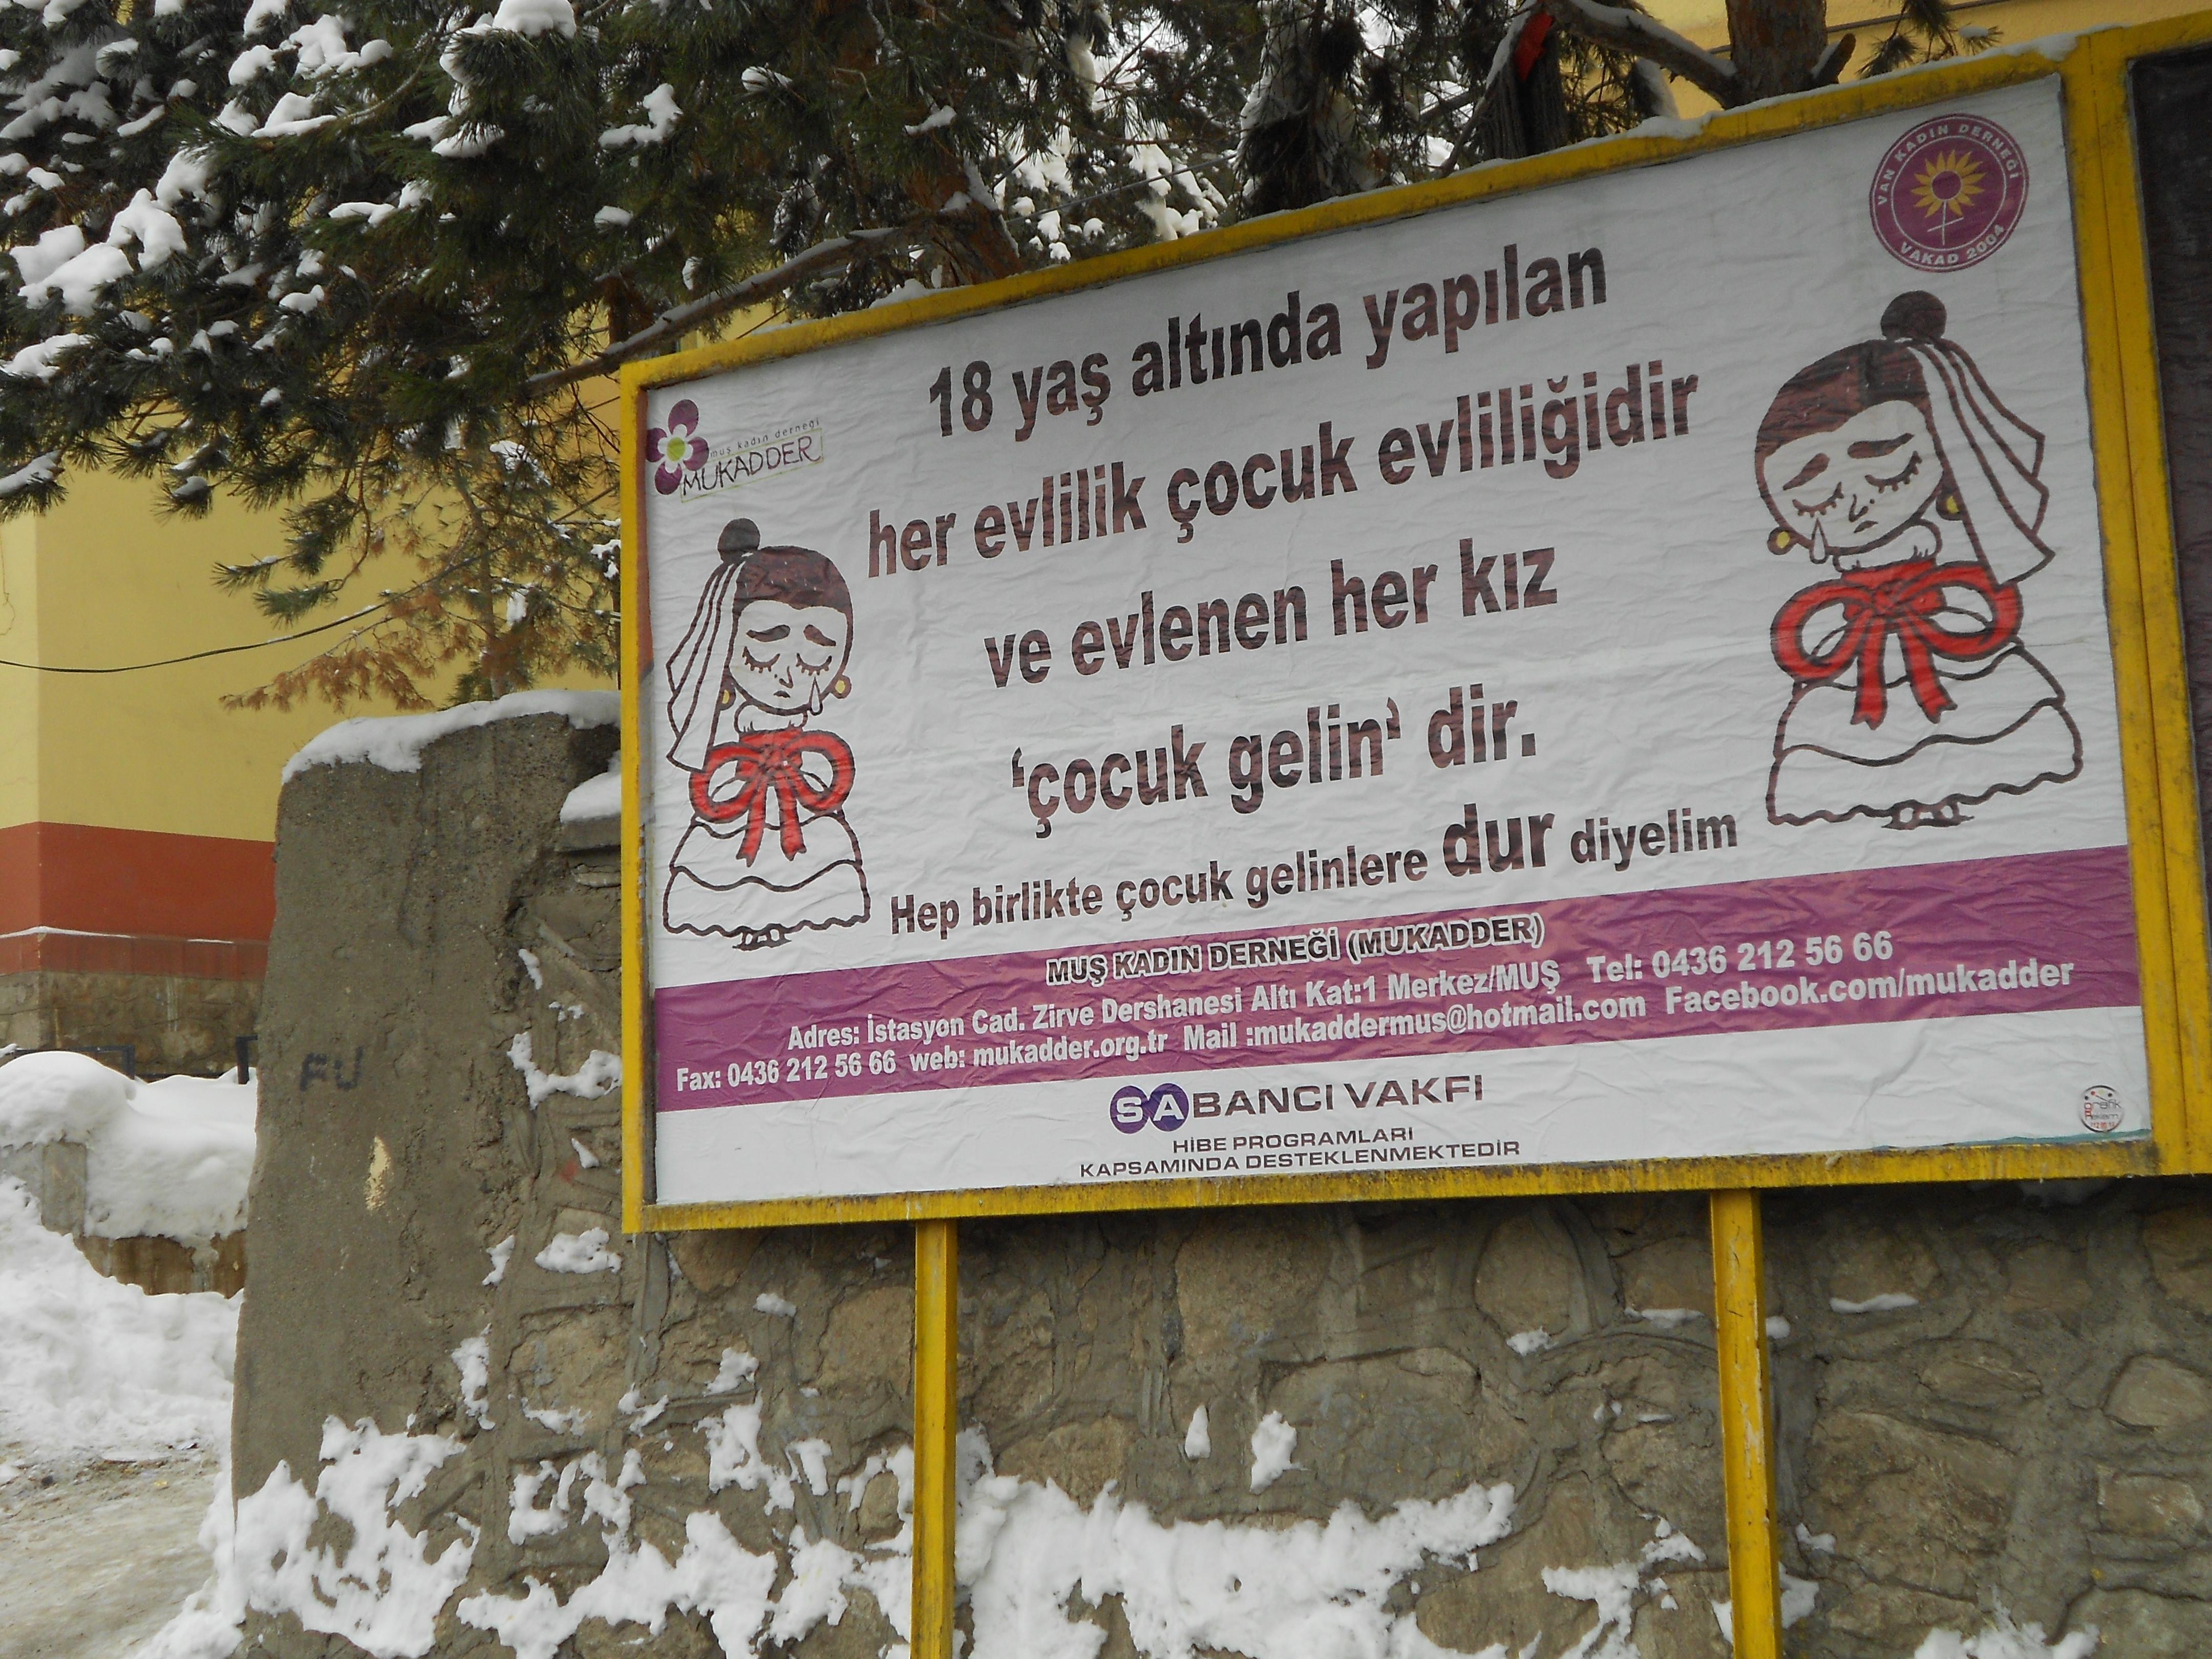 VAN KADIN DERNEĞİ
VAKAD 2004
muş kadın derneği
MUKADDER
18 yaş altında yapılan
her evlilik çocuk evliliğidir
ve evlenen her kız
‘çocuk gelin’ dir.
Hep birlikte çocuk gelinlere dur diyelim
MUŞ KADIN DERNEĞİ (MUKADDER)
Adres: İstasyon Cad. Zirve Dershanesi Altı Kat:1 Merkez/MUŞ Tel: 0436 212 56 66
Fax: 0436 212 56 66 web: mukadder.org.tr Mail :mukaddermus@hotmail.com Facebook.com/mukadder
SABANCI VAKFI
HİBE PROGRAMLARI
KAPSAMINDA DESTEKLENMEKTEDİR
FU